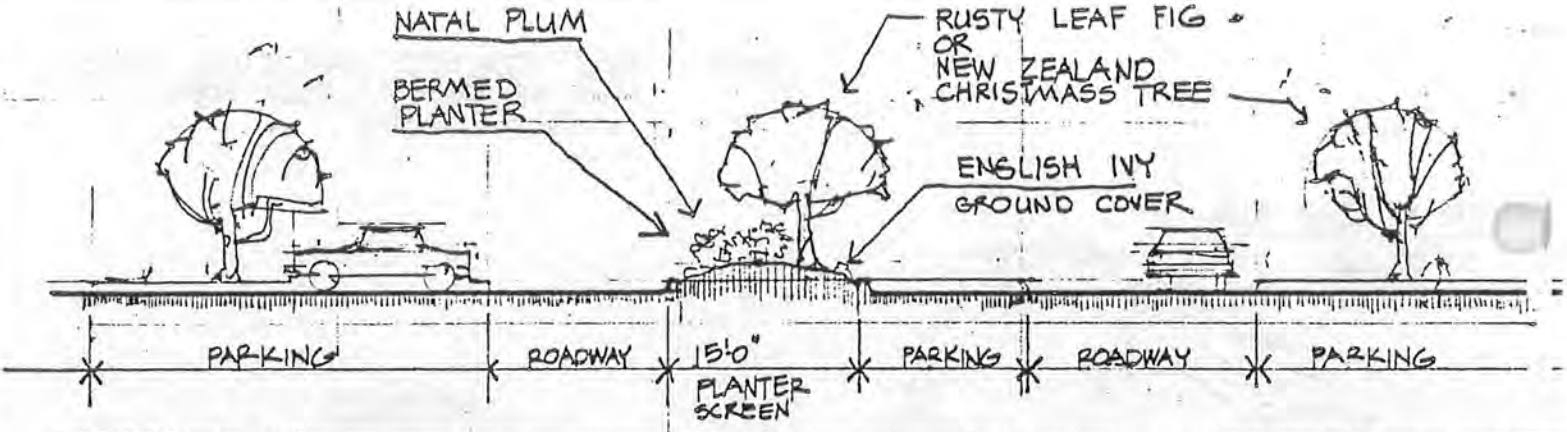 NATAL PLUM
BERMED
PLANTER
RUSTY LEAF FIG
OR
NEW ZEALAND
CHRISTMASS TREE
ENGLISH IVY
GROUND COVER
PARKING
ROADWAY
15'0"
PLANTER
SCREEN
PARKING
ROADWAY
PARKING